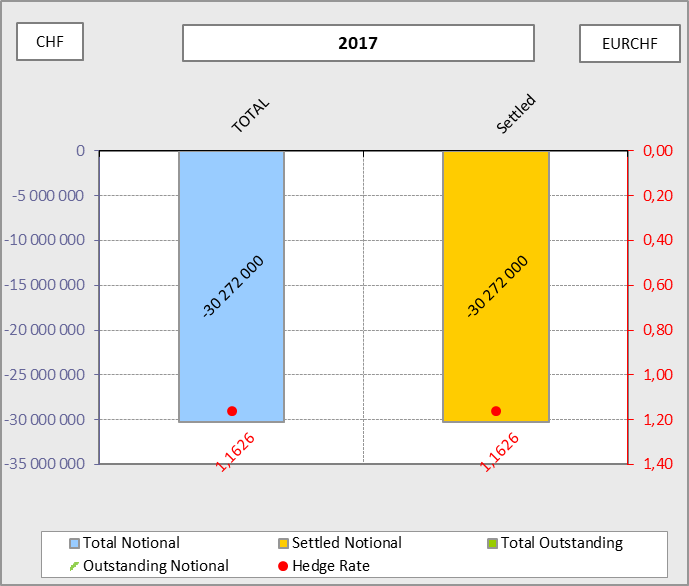 CHF 2017 EURCHF
TOTAL Settled
0 0,00
-5 000 000 0,20
-10 000 000 0,40
-15 000 000 0,60
-20 000 000 0,80
-25 000 000 1,00
-30 000 000 1,20
-35 000 000 1,40
-30 272 000 -30 272 000
1,1626 1,1626
Total Notional Settled Notional Total Outstanding
Outstanding Notional Hedge Rate